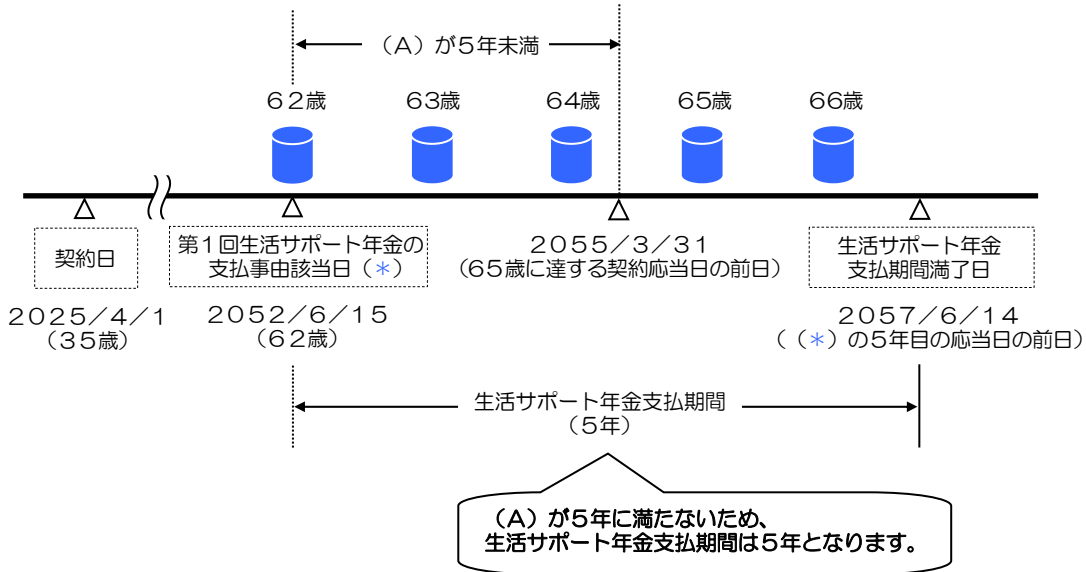 （A）が５年未満
６２歳
６３歳
６４歳
６５歳
６６歳
契約日
２０２５／４／１
（３５歳）
第１回生活サポート年金の
支払事由該当日（＊）
２０５２／６／１５
（６２歳）
２０５５／３／３１
（６５歳に達する契約応当日の前日）
生活サポート年金
支払期間満了日
２０５７／６／１４
（（＊）の５年目の応当日の前日）
生活サポート年金支払期間
（５年）
（A）が５年に満たないため、
生活サポート年金支払期間は５年となります。